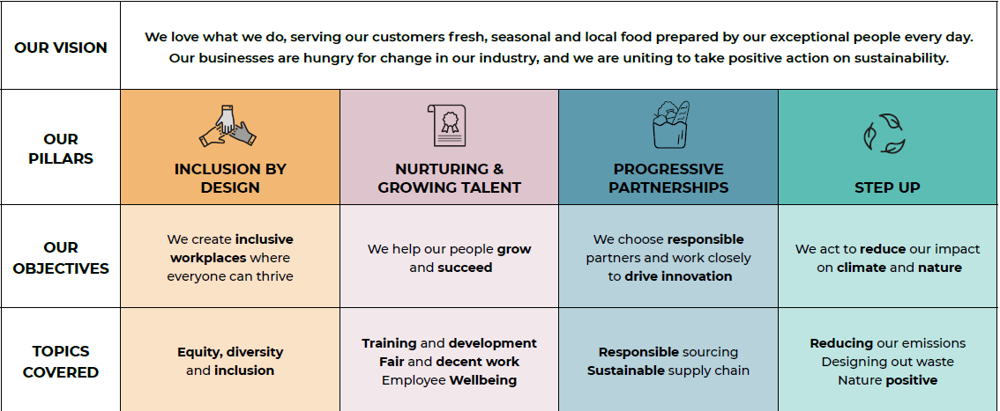 OUR VISION
We love what we do, serving our customers fresh, seasonal and local food prepared by our exceptional people every day.
Our businesses are hungry for change in our industry, and we are uniting to take positive action on sustainability.
OUR
PILLARS
INCLUSION BY
DESIGN
NURTURING &
GROWING TALENT
PROGRESSIVE
PARTNERSHIPS
STEP UP
OUR
OBJECTIVES
We create inclusive
workplaces where
everyone can thrive
We help our people grow
and succeed
We choose responsible
partners and work closely
to drive innovation
We act to reduce our impact
on climate and nature
TOPICS
COVERED
Equity, diversity
and inclusion
Training and development
Fair and decent work
Employee Wellbeing
Responsible sourcing
Sustainable supply chain
Reducing our emissions
Designing out waste
Nature positive